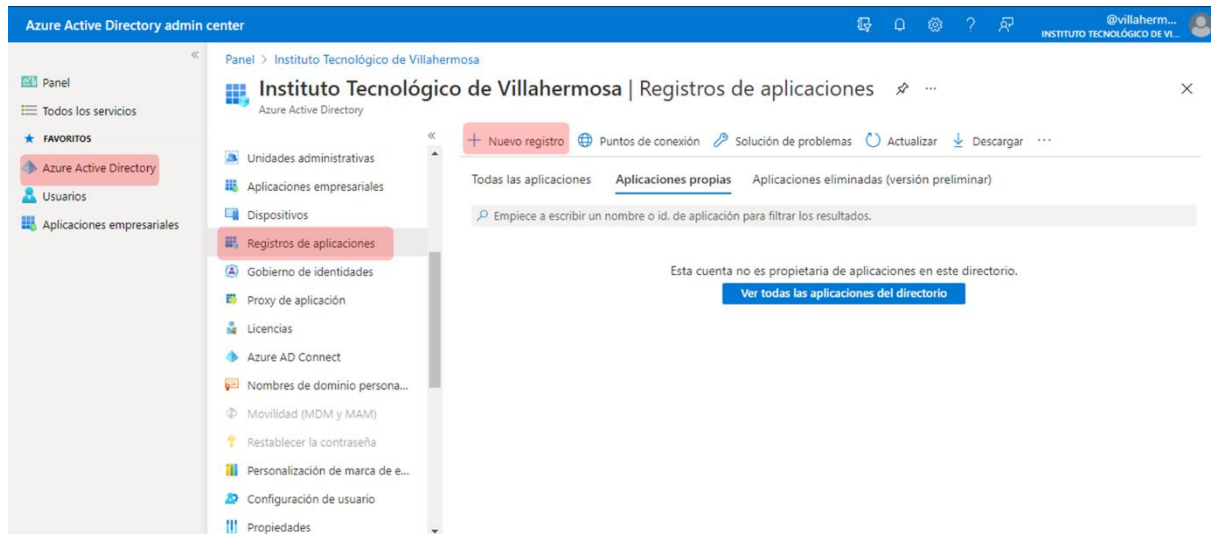 Azure Active Directory admin center
@villaherm...
INSTITUTO TECNOLÓGICO DE VI...
Panel
Todos los servicios
FAVORITOS
Azure Active Directory
Usuarios
Aplicaciones empresariales
Panel > Instituto Tecnológico de Villahermosa
Instituto Tecnológico de Villahermosa | Registros de aplicaciones
Azure Active Directory
Unidades administrativas
Aplicaciones empresariales
Dispositivos
Registros de aplicaciones
Gobierno de identidades
Proxy de aplicación
Licencias
Azure AD Connect
Nombres de dominio persona...
Movilidad (MDM y MAM)
Restablecer la contraseña
Personalización de marca de e...
Configuración de usuario
Propiedades
Nuevo registro Puntos de conexión Solución de problemas Actualizar Descargar
Todas las aplicaciones Aplicaciones propias Aplicaciones eliminadas (versión preliminar)
Empiece a escribir un nombre o id. de aplicación para filtrar los resultados.
Esta cuenta no es propietaria de aplicaciones en este directorio.
Ver todas las aplicaciones del directorio